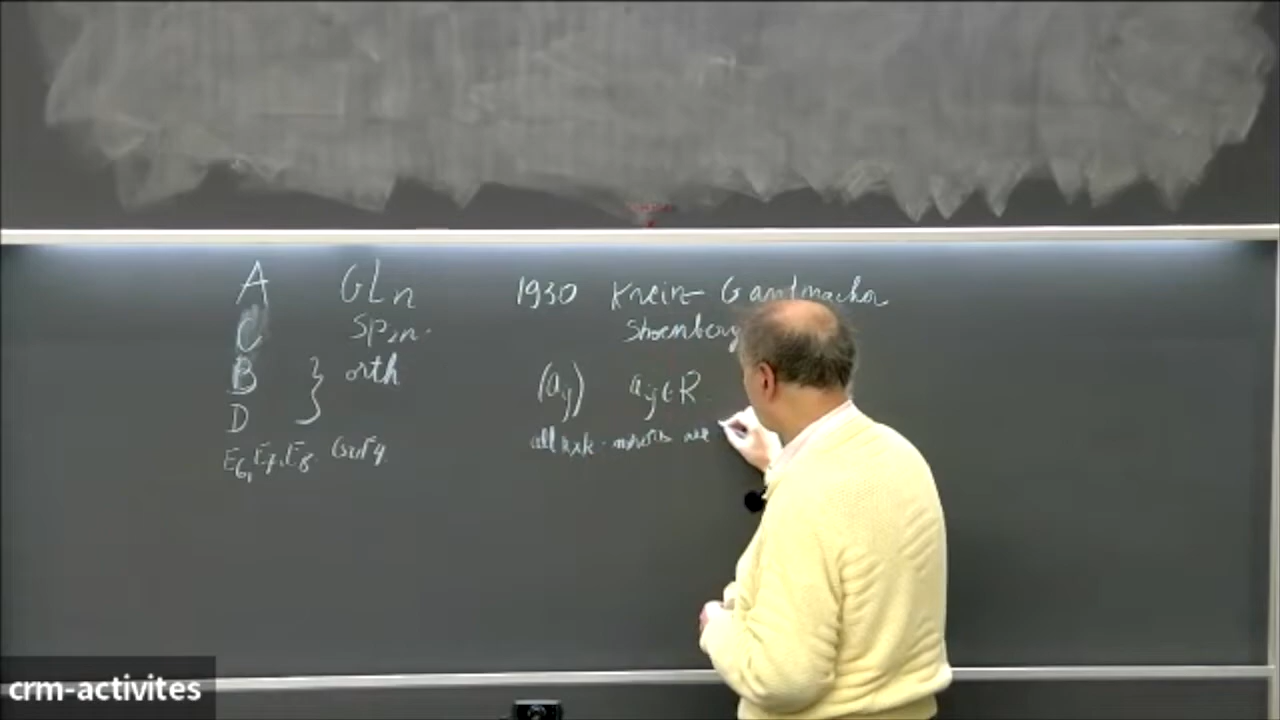 A GLn
C Sp2n.
B } orth
D
E6, E7, E8. G2, F4.
1930 Krein- Gantmacher
Shoenberg
(aij) aij ∈ R
all kxk - minors are
crm-activites